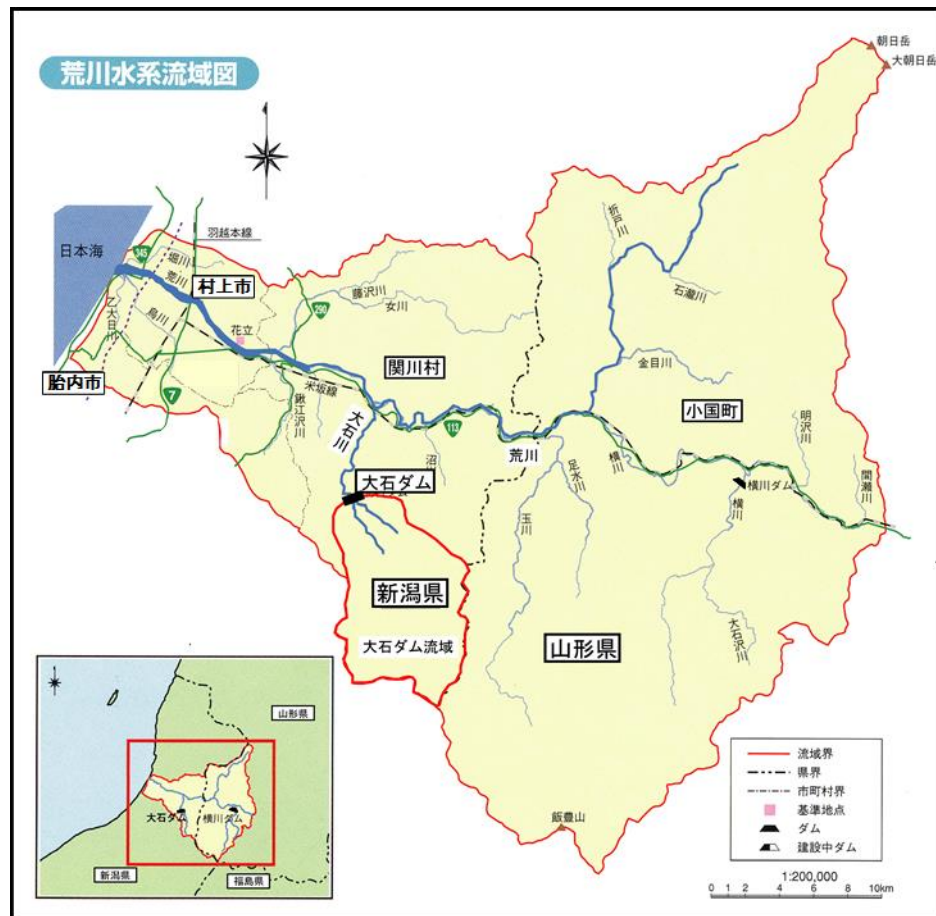 荒川水系流域図
朝日岳
大朝日岳
日本海
345
羽越本線
堀川
荒川
村上市
乙大日川
烏川
花立
胎内市
7
290
藤沢川
女川
関川村
米坂線
鍬江沢川
大石川
113
沼
荒川
折戸川
石瀧川
金目川
小国町
明沢川
間瀬川
横川
横川ダム
横川
足水川
玉川
大石沢川
大石ダム
新潟県
大石ダム流域
山形県
飯豊山
山形県
大石ダム
横川ダム
新潟県
福島県
流域界
県界
市町村界
基準地点
ダム
建設中ダム
1:200,000
0 1 2 4 6 8 10km